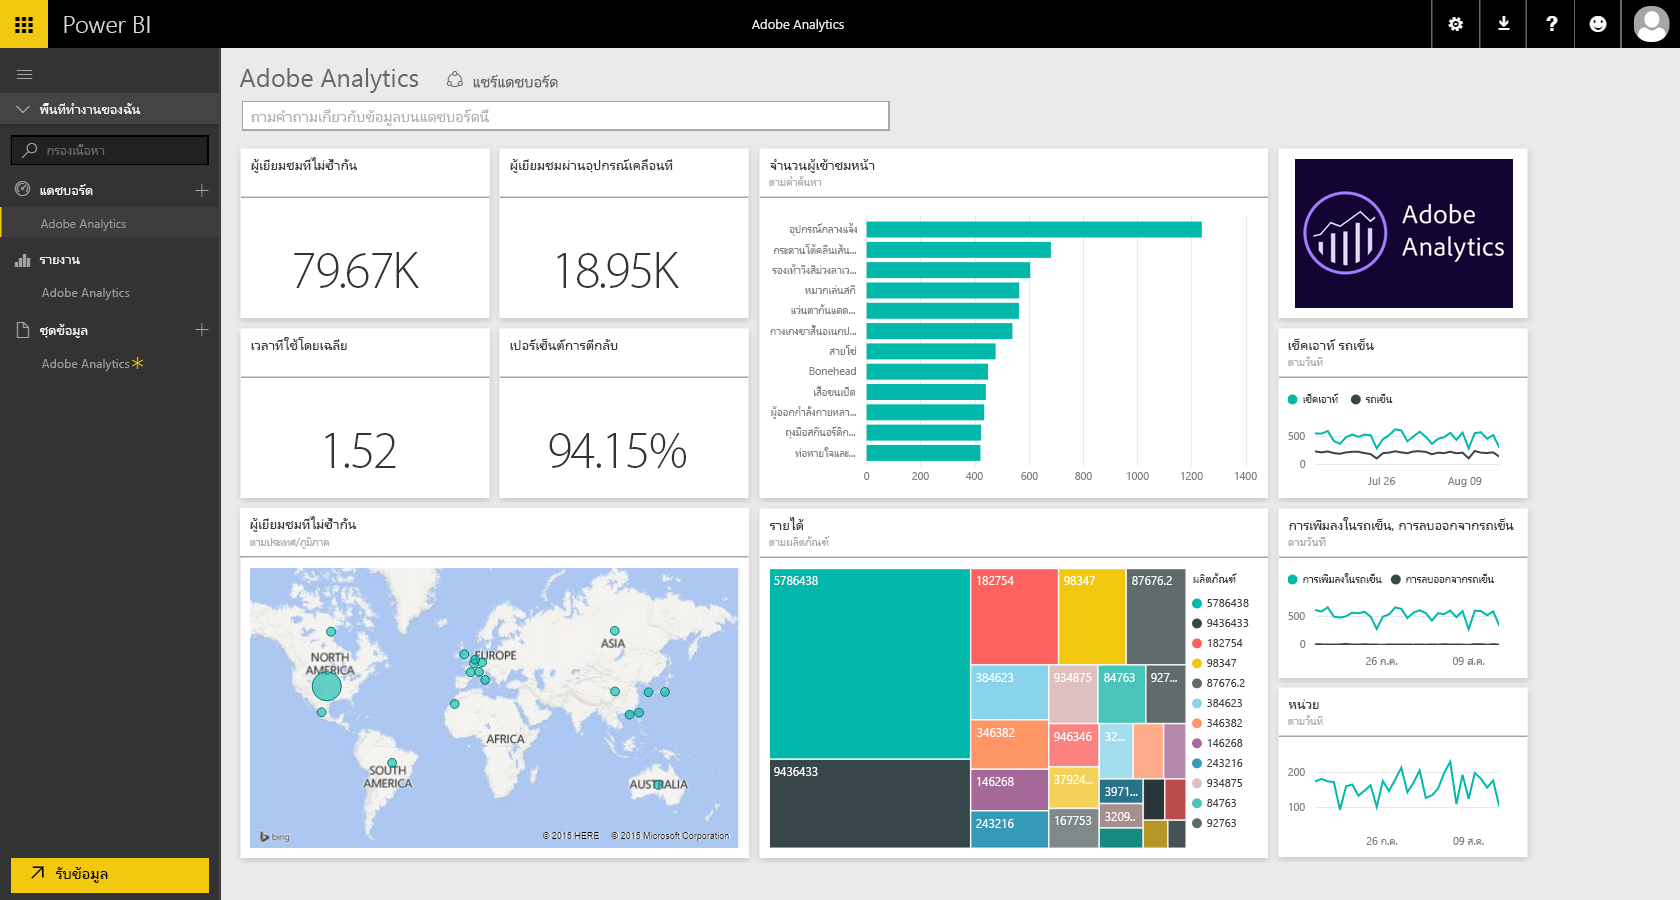 Power BI
Adobe Analytics
?
พื้นที่ทำงานของฉัน
กรองเนื้อหา
แดชบอร์ด
Adobe Analytics
รายงาน
Adobe Analytics
ชุดข้อมูล
Adobe Analytics
รับข้อมูล
Adobe Analytics
แชร์แดชบอร์ด
ถามคำถามเกี่ยวกับข้อมูลบนแดชบอร์ดนี้
ผู้เยี่ยมชมที่ไม่ซ้ำกัน
79.67K
ผู้เยี่ยมชมผ่านอุปกรณ์เคลื่อนที่
18.95K
เวลาที่ใช้โดยเฉลี่ย
1.52
เปอร์เซ็นต์การตีกลับ
94.15%
จำนวนผู้เข้าชมหน้า
ตามคำค้นหา
อุปกรณ์กลางแจ้ง
กระดานโต้คลื่นเส้น...
รองเท้าวิ่งสีม่วงลาเว...
หมวกเล่นสกี
แว่นตากันแดด...
กางเกงขาสั้นอเนกป...
สายโซ่
Bonehead
เสื้อขนเป็ด
ผู้ออกกำลังกายหลา...
ถุงมือสกีนอร์ดิก...
ท่อหายใจและ...
0 200 400 600 800 1000 1200 1400
Adobe
Analytics
เช็คเอาท์ รถเข็น
ตามวันที่
เช็คเอาท์ รถเข็น
500
0
Jul 26 Aug 09
ผู้เยี่ยมชมที่ไม่ซ้ำกัน
ตามประเทศ/ภูมิภาค
NORTH
AMERICA
EUROPE
ASIA
AFRICA
SOUTH
AMERICA
AUSTRALIA
bing
© 2015 HERE © 2015 Microsoft Corporation
รายได้
ตามผลิตภัณฑ์
5786438
9436433
182754
98347
87676.2
384623
934875
84763
927...
346382
946346
32...
146268
37924...
3971...
243216
167753
3209..
ผลิตภัณฑ์
5786438
9436433
182754
98347
87676.2
384623
346382
146268
243216
934875
84763
92763
การเพิ่มลงในรถเข็น, การลบออกจากรถเข็น
ตามวันที่
การเพิ่มลงในรถเข็น การลบออกจากรถเข็น
500
0
26 ก.ค. 09 ส.ค.
หน่วย
ตามวันที่
200
100
26 ก.ค. 09 ส.ค.